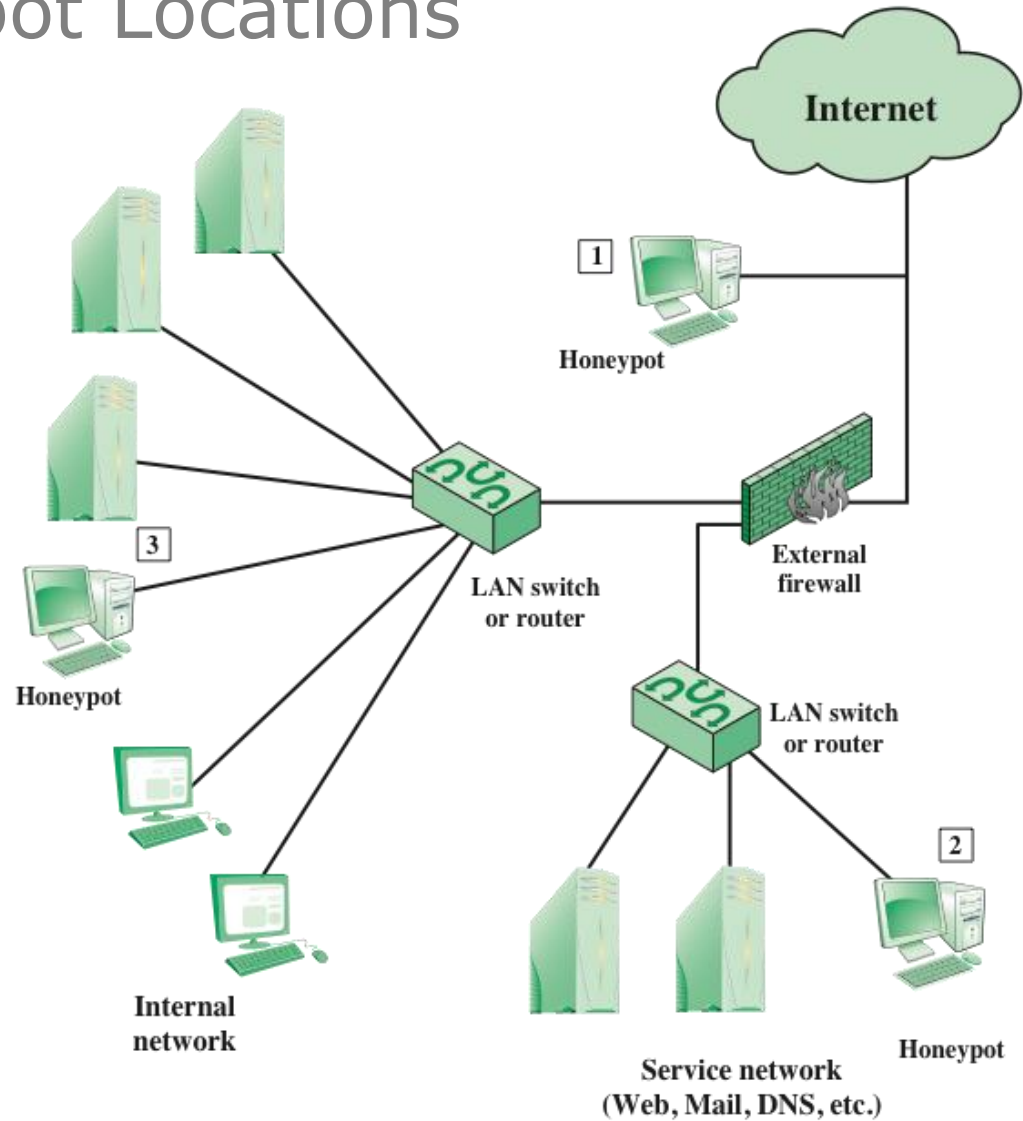 Locations
Internet
1
Honeypot
External
firewall
LAN switch
or router
3
Honeypot
LAN switch
or router
2
Honeypot
Internal
network
Service network
(Web, Mail, DNS, etc.)